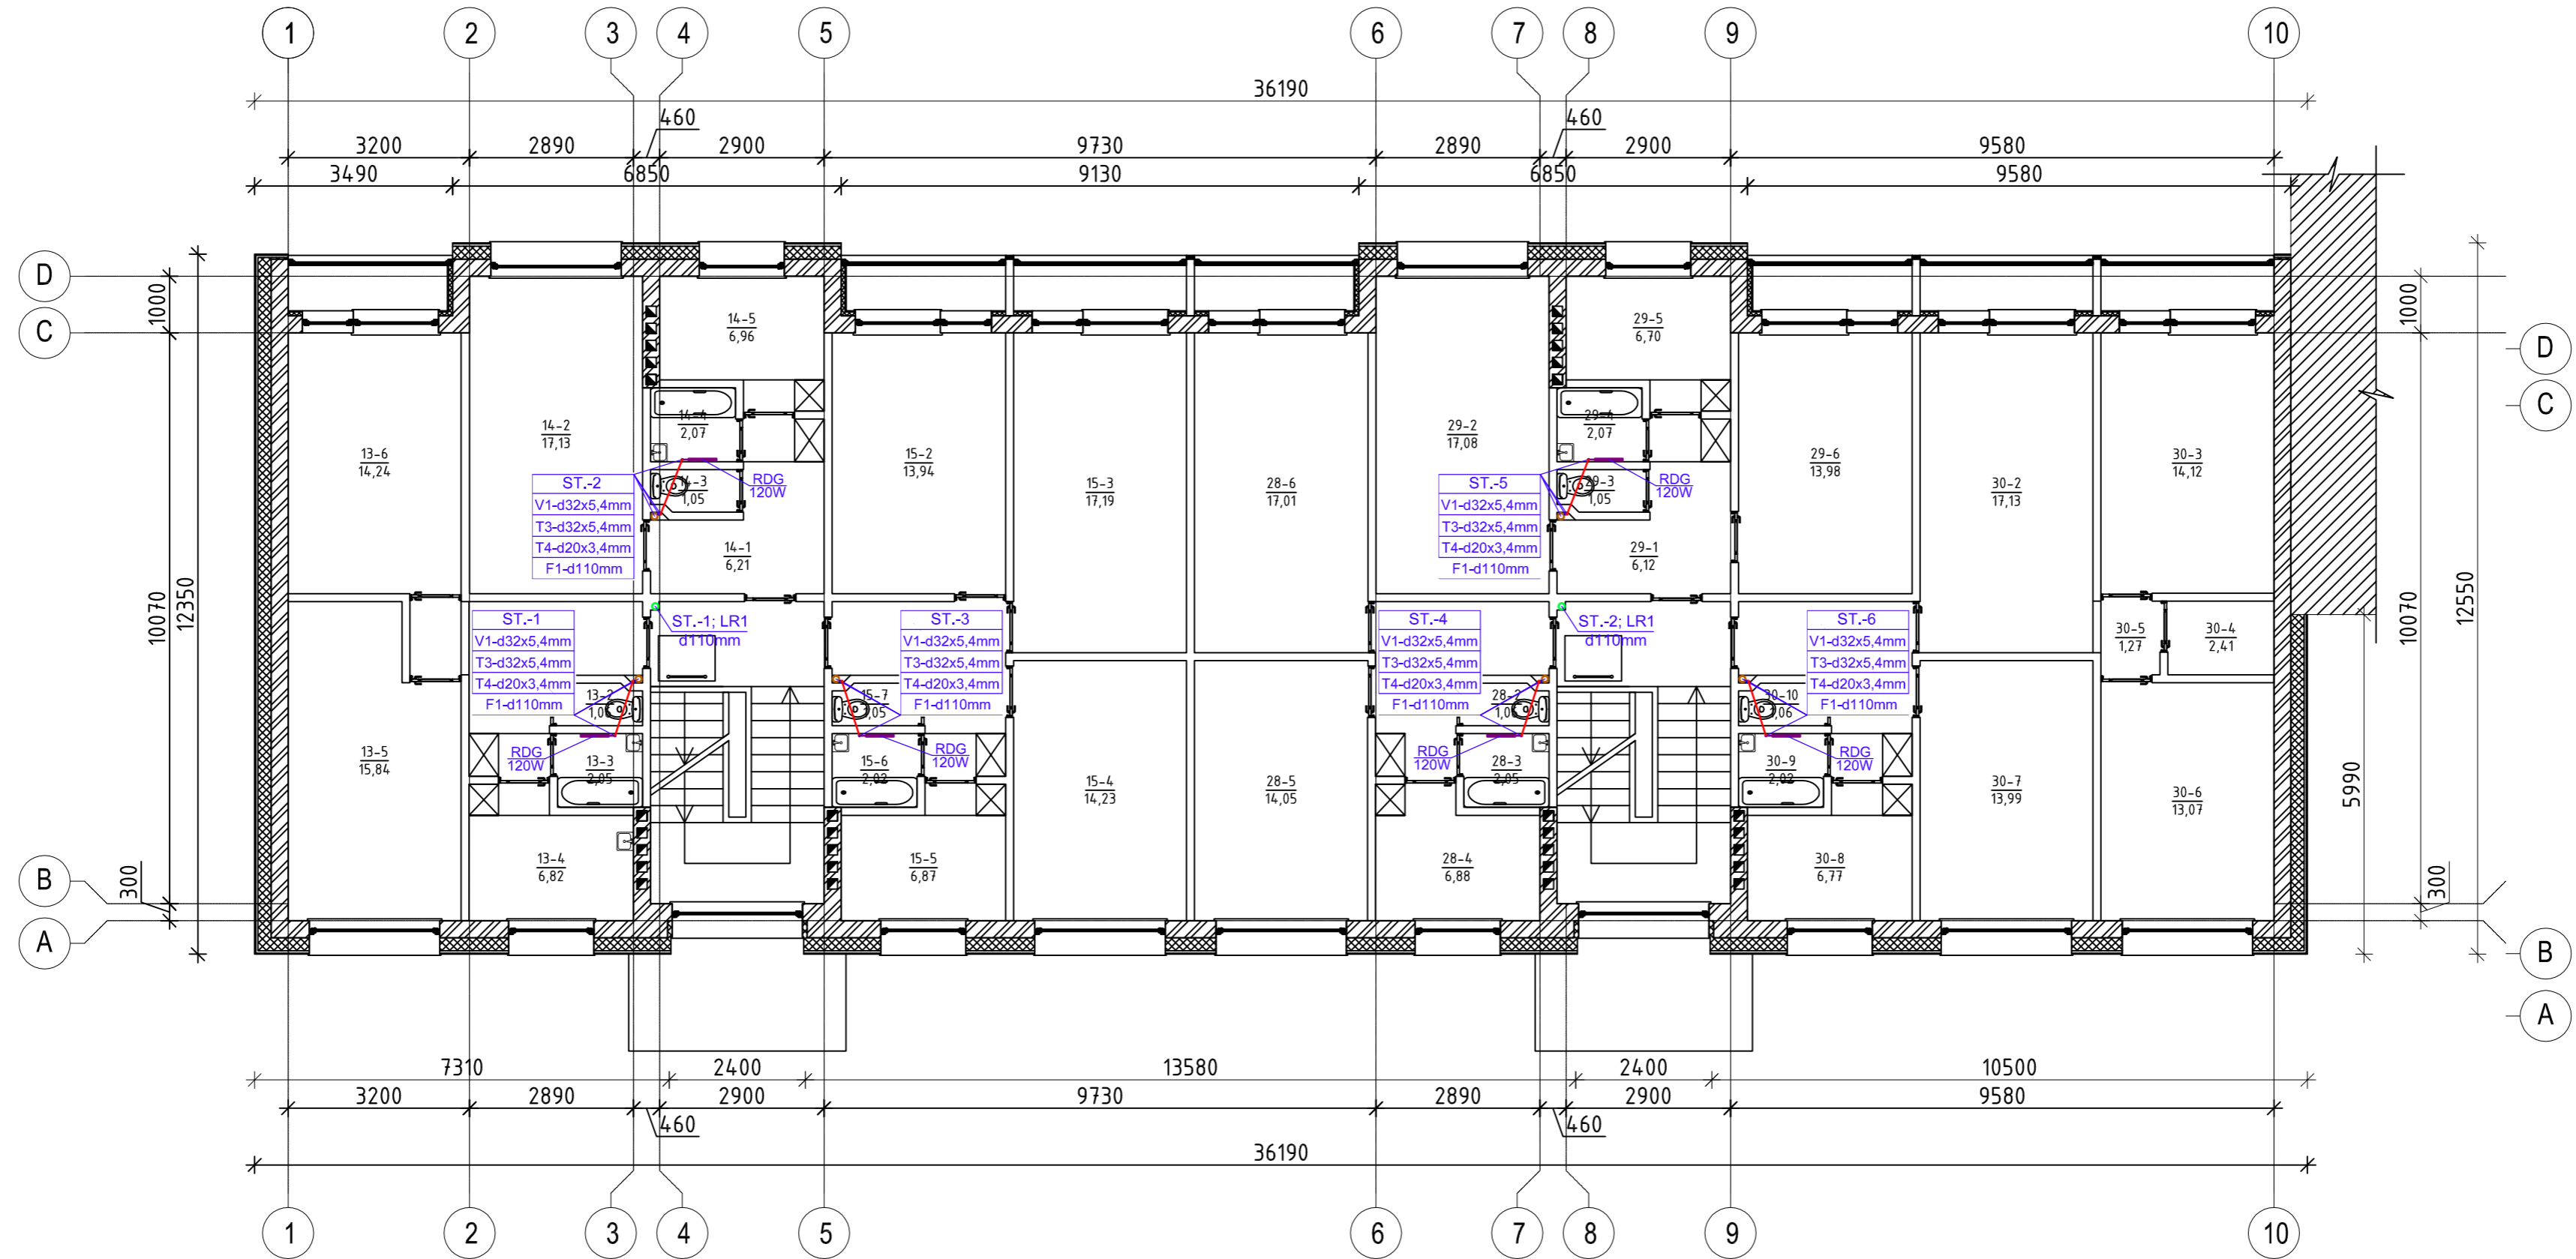 1 2 3 4 5 6 7 8 9 10
36190
460 460
3200 2890 2900 9730 2890 2900 9580
3490 6850 9130 6850 9580
D
C
B
A
1000
10070
12350
300
D
C
B
A
1000
10070
12550
5990
300
14-5
6,96
29-5
6,70
14-4
2,07
29-4
2,07
13-6
14,24
14-2
17,13
15-2
13,94
15-3
17,19
28-6
17,01
29-2
17,08
29-6
13,98
30-2
17,13
30-3
14,12
ST.-2
V1-d32x5,4mm
T3-d32x5,4mm
T4-d20x3,4mm
F1-d110mm
1,05
RDG
120W
ST.-5
V1-d32x5,4mm
T3-d32x5,4mm
T4-d20x3,4mm
F1-d110mm
29-3
1,05
RDG
120W
14-1
6,21
29-1
6,12
ST.-1
V1-d32x5,4mm
T3-d32x5,4mm
T4-d20x3,4mm
F1-d110mm
ST.-1; LR1
d110mm
ST.-3
V1-d32x5,4mm
T3-d32x5,4mm
T4-d20x3,4mm
F1-d110mm
ST.-4
V1-d32x5,4mm
T3-d32x5,4mm
T4-d20x3,4mm
F1-d110mm
ST.-2; LR1
d110mm
ST.-6
V1-d32x5,4mm
T3-d32x5,4mm
T4-d20x3,4mm
F1-d110mm
30-5
1,27
30-4
2,41
15-7
30-10
13-5
15,84
RDG
120W
13-3
2,05
15-6
2,02
RDG
120W
15-4
14,23
28-5
14,05
RDG
120W
28-3
2,05
30-9
2,02
RDG
120W
30-7
13,99
30-6
13,07
13-4
6,82
15-5
6,87
28-4
6,88
30-8
6,77
7310 2400 13580 2400 10500
3200 2890 2900 9730 2890 2900 9580
460 460
36190
1 2 3 4 5 6 7 8 9 10